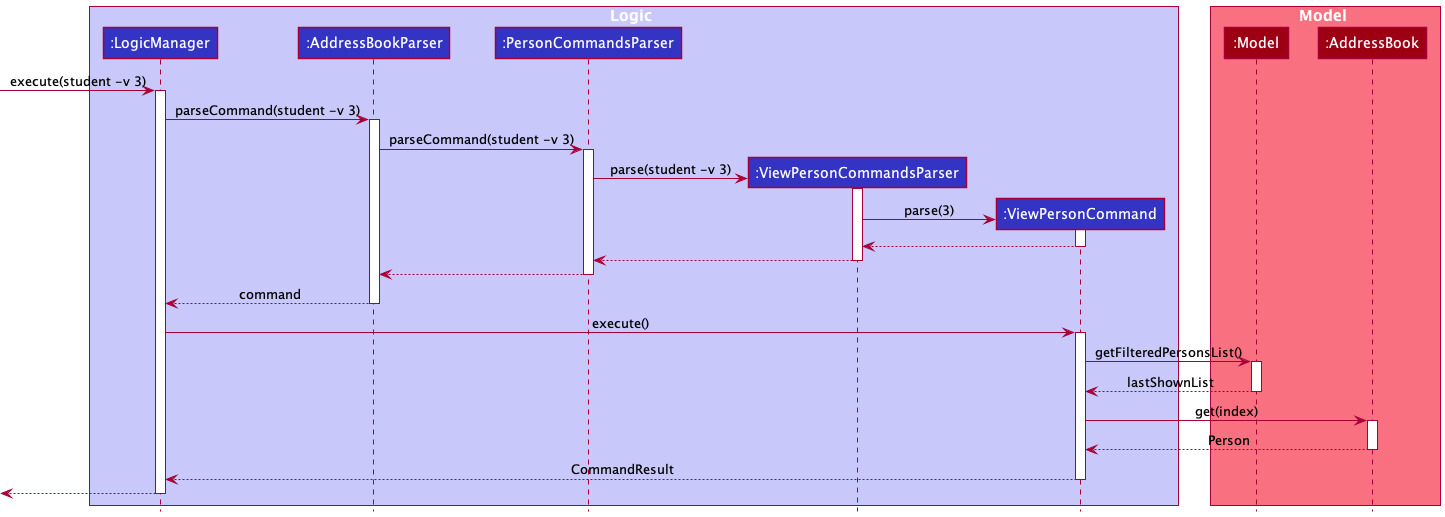 Logic
Model
:LogicManager
:AddressBookParser
:PersonCommandsParser
:Model
:AddressBook
execute(student -v 3)
parseCommand(student -v 3)
parseCommand(student -v 3)
parse(student -v 3)
:ViewPersonCommandsParser
parse(3)
:ViewPersonCommand
command
execute()
getFilteredPersonsList()
lastShownList
get(index)
Person
CommandResult